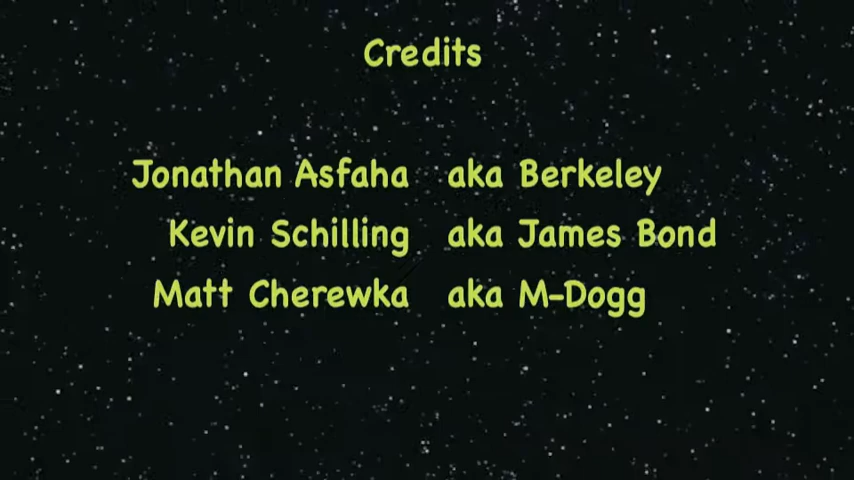 Credits
Jonathan Asfaha aka Berkeley
Kevin Schilling aka James Bond
Matt Cherewka aka M-Dogg